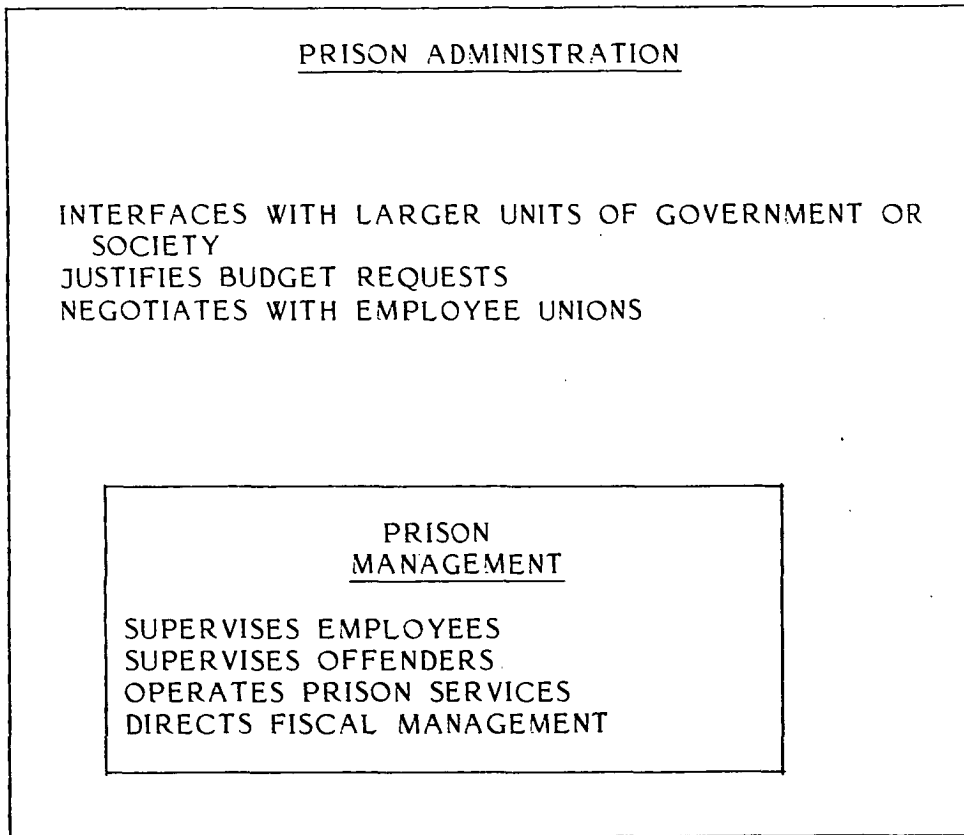 PRISON ADMINISTRATION
INTERFACES WITH LARGER UNITS OF GOVERNMENT OR
SOCIETY
JUSTIFIES BUDGET REQUESTS
NEGOTIATES WITH EMPLOYEE UNIONS
PRISON
MANAGEMENT
SUPERVISES EMPLOYEES
SUPERVISES OFFENDERS
OPERATES PRISON SERVICES
DIRECTS FISCAL MANAGEMENT